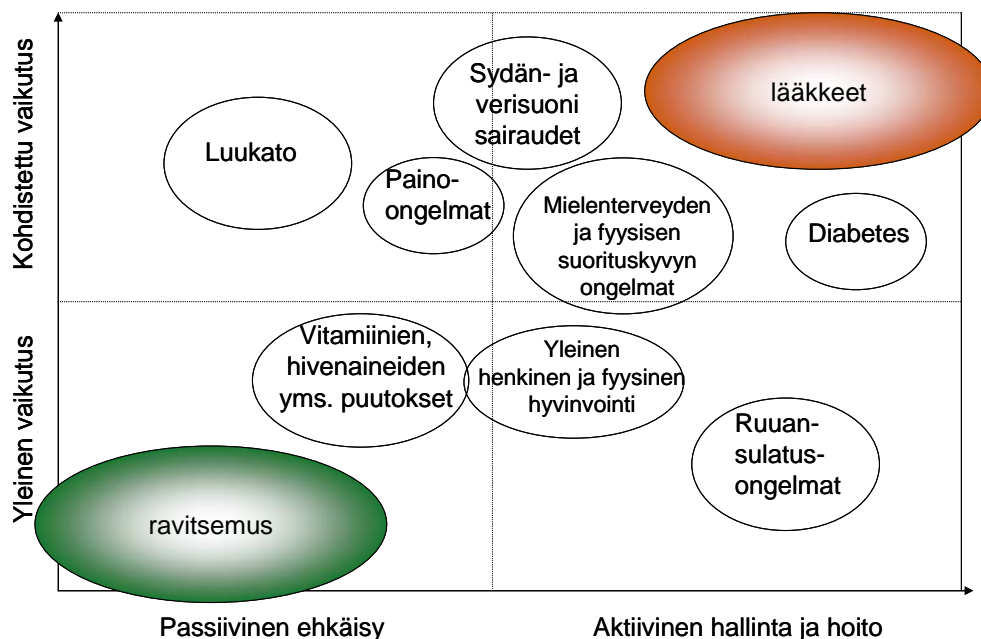 Kohdistettu vaikutus
Yleinen vaikutus
Sydän- ja
verisuoni
sairaudet
lääkkeet
Luukato
Paino-
ongelmat
Mielenterveyden
ja fyysisen
suorituskyvyn
ongelmat
Diabetes
Vitamiinien,
hivenaineiden
yms. puutokset
Yleinen
henkinen ja fyysinen
hyvinvointi
Ruuan-
sulatus-
ongelmat
ravitsemus
Passiivinen ehkäisy
Aktiivinen hallinta ja hoito